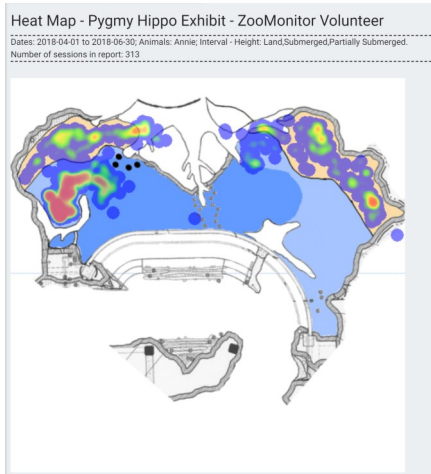 Heat Map - Pygmy Hippo Exhibit - ZooMonitor Volunteer
Dates: 2018-04-01 to 2018-06-30; Animals: Annie; Interval - Height: Land,Submerged,Partially Submerged.
Number of sessions in report: 313